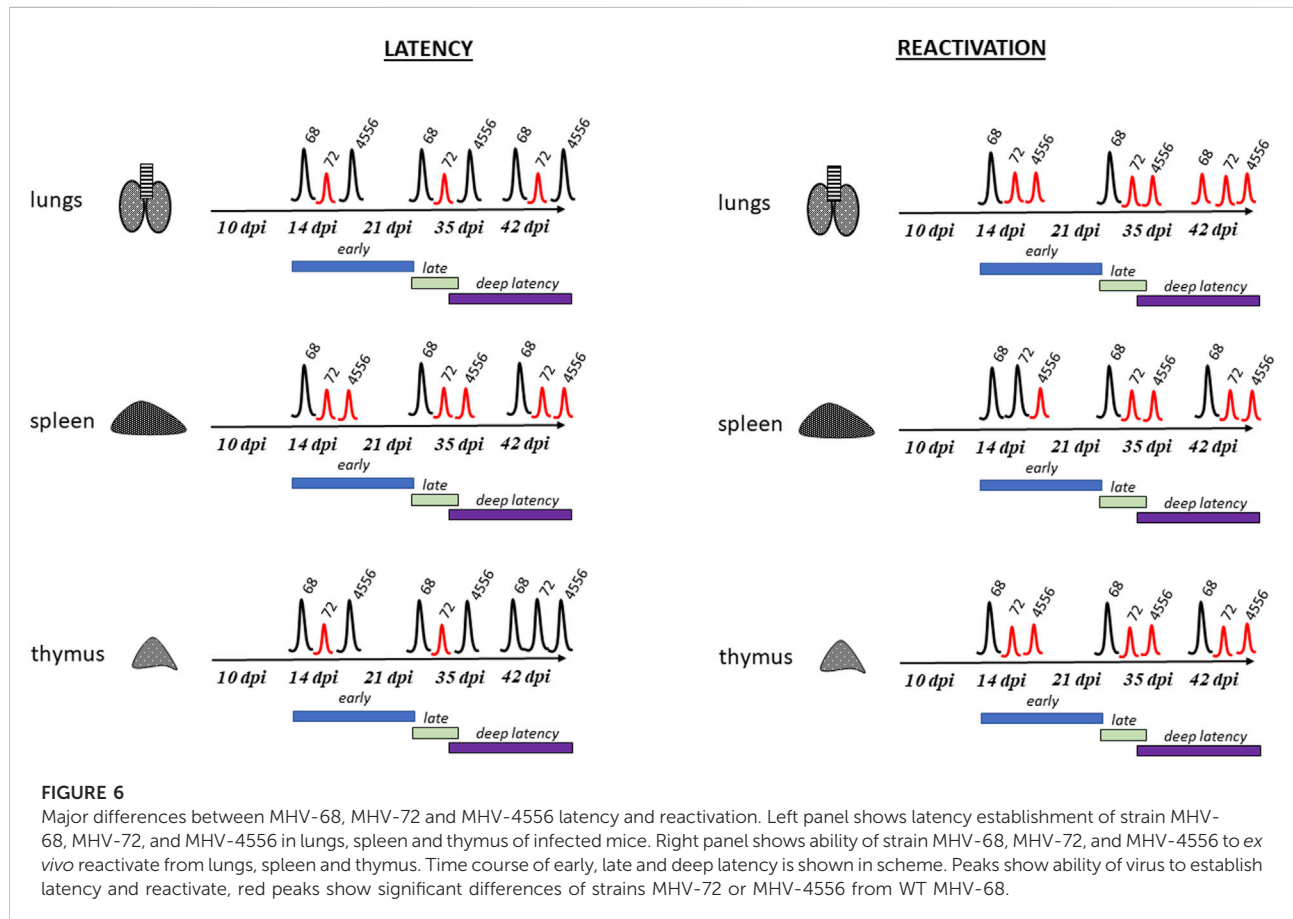 LATENCY
REACTIVATION
lungs
68 72 4556 68 72 4556 68 72 4556
10 dpi 14 dpi 21 dpi 35 dpi 42 dpi
early
late
deep latency
lungs
68 72 4556 68 72 4556 68 72 4556
10 dpi 14 dpi 21 dpi 35 dpi 42 dpi
early
late
deep latency
spleen
68 72 4556 68 72 4556 68 72 4556
10 dpi 14 dpi 21 dpi 35 dpi 42 dpi
early
late
deep latency
spleen
68 72 4556 68 72 4556 68 72 4556
10 dpi 14 dpi 21 dpi 35 dpi 42 dpi
early
late
deep latency
thymus
68 72 4556 68 72 4556 68 72 4556
10 dpi 14 dpi 21 dpi 35 dpi 42 dpi
early
late
deep latency
thymus
68 72 4556 68 72 4556 68 72 4556
10 dpi 14 dpi 21 dpi 35 dpi 42 dpi
early
late
deep latency
FIGURE 6
Major differences between MHV-68, MHV-72 and MHV-4556 latency and reactivation. Left panel shows latency establishment of strain MHV-
68, MHV-72, and MHV-4556 in lungs, spleen and thymus of infected mice. Right panel shows ability of strain MHV-68, MHV-72, and MHV-4556 to ex
vivo reactivate from lungs, spleen and thymus. Time course of early, late and deep latency is shown in scheme. Peaks show ability of virus to establish
latency and reactivate, red peaks show significant differences of strains MHV-72 or MHV-4556 from WT MHV-68.